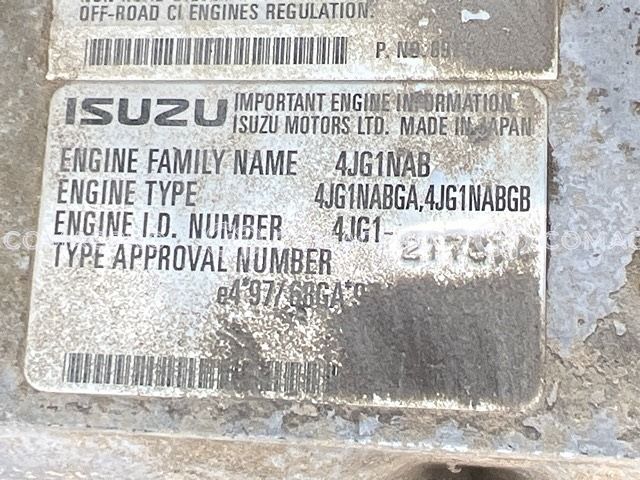 OFF-ROAD CI ENGINES REGULATION.
P. NO.
ISUZU
IMPORTANT ENGINE INFORMATION
ISUZU MOTORS LTD. MADE IN JAPAN
ENGINE FAMILY NAME 4JG1NAB
ENGINE TYPE 4JG1NABGA,4JG1NABGB
ENGINE I.D. NUMBER 4JG1-
TYPE APPROVAL NUMBER